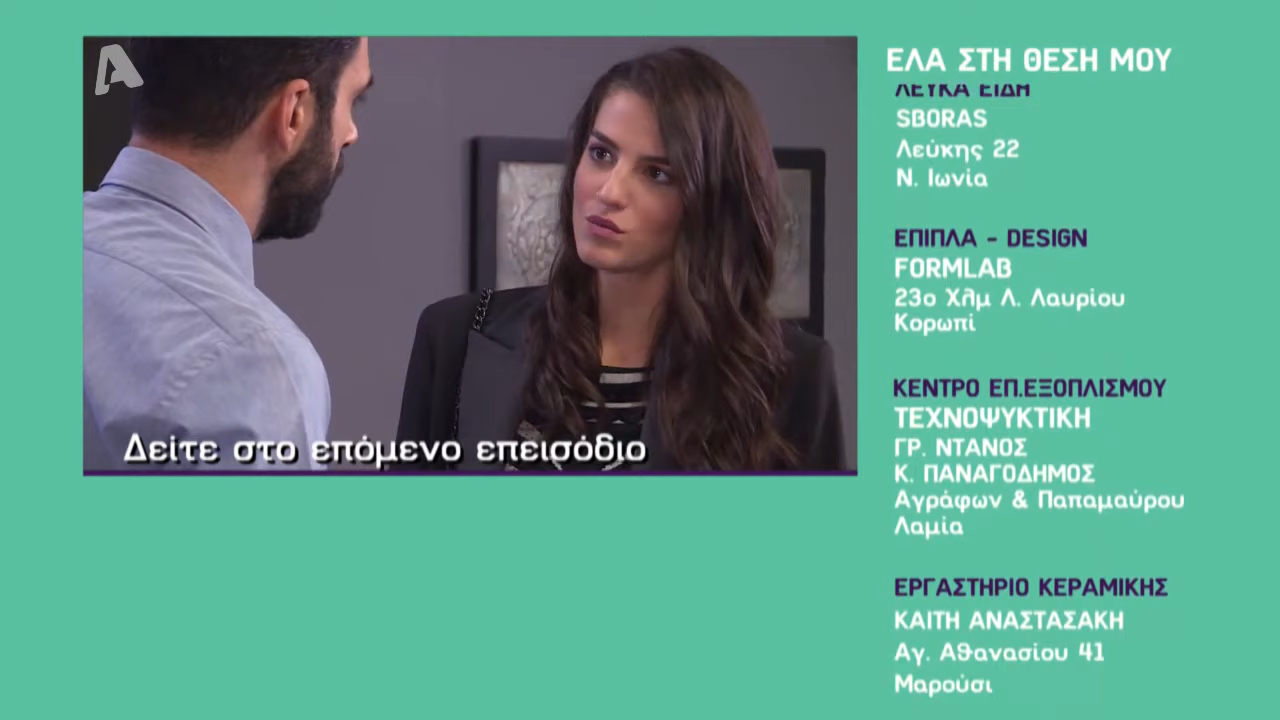 Δείτε στο επόμενο επεισόδιο
ΕΛΑ ΣΤΗ ΘΕΣΗ ΜΟΥ
ΛΕΥΚΑ ΕΙΔΗ
SBORAS
Λεύκης 22
Ν. Ιωνία
ΕΠΙΠΛΑ - DESIGN
FORMLAB
23ο Χλμ Λ. Λαυρίου
Κορωπί
ΚΕΝΤΡΟ ΕΠ.ΕΞΟΠΛΙΣΜΟΥ
ΤΕΧΝΟΨΥΚΤΙΚΗ
ΓΡ. ΝΤΑΝΟΣ
Κ. ΠΑΝΑΓΟΔΗΜΟΣ
Αγράφων & Παπαμαύρου
Λαμία
ΕΡΓΑΣΤΗΡΙΟ ΚΕΡΑΜΙΚΗΣ
ΚΑΙΤΗ ΑΝΑΣΤΑΣΑΚΗ
Αγ. Αθανασίου 41
Μαρούσι